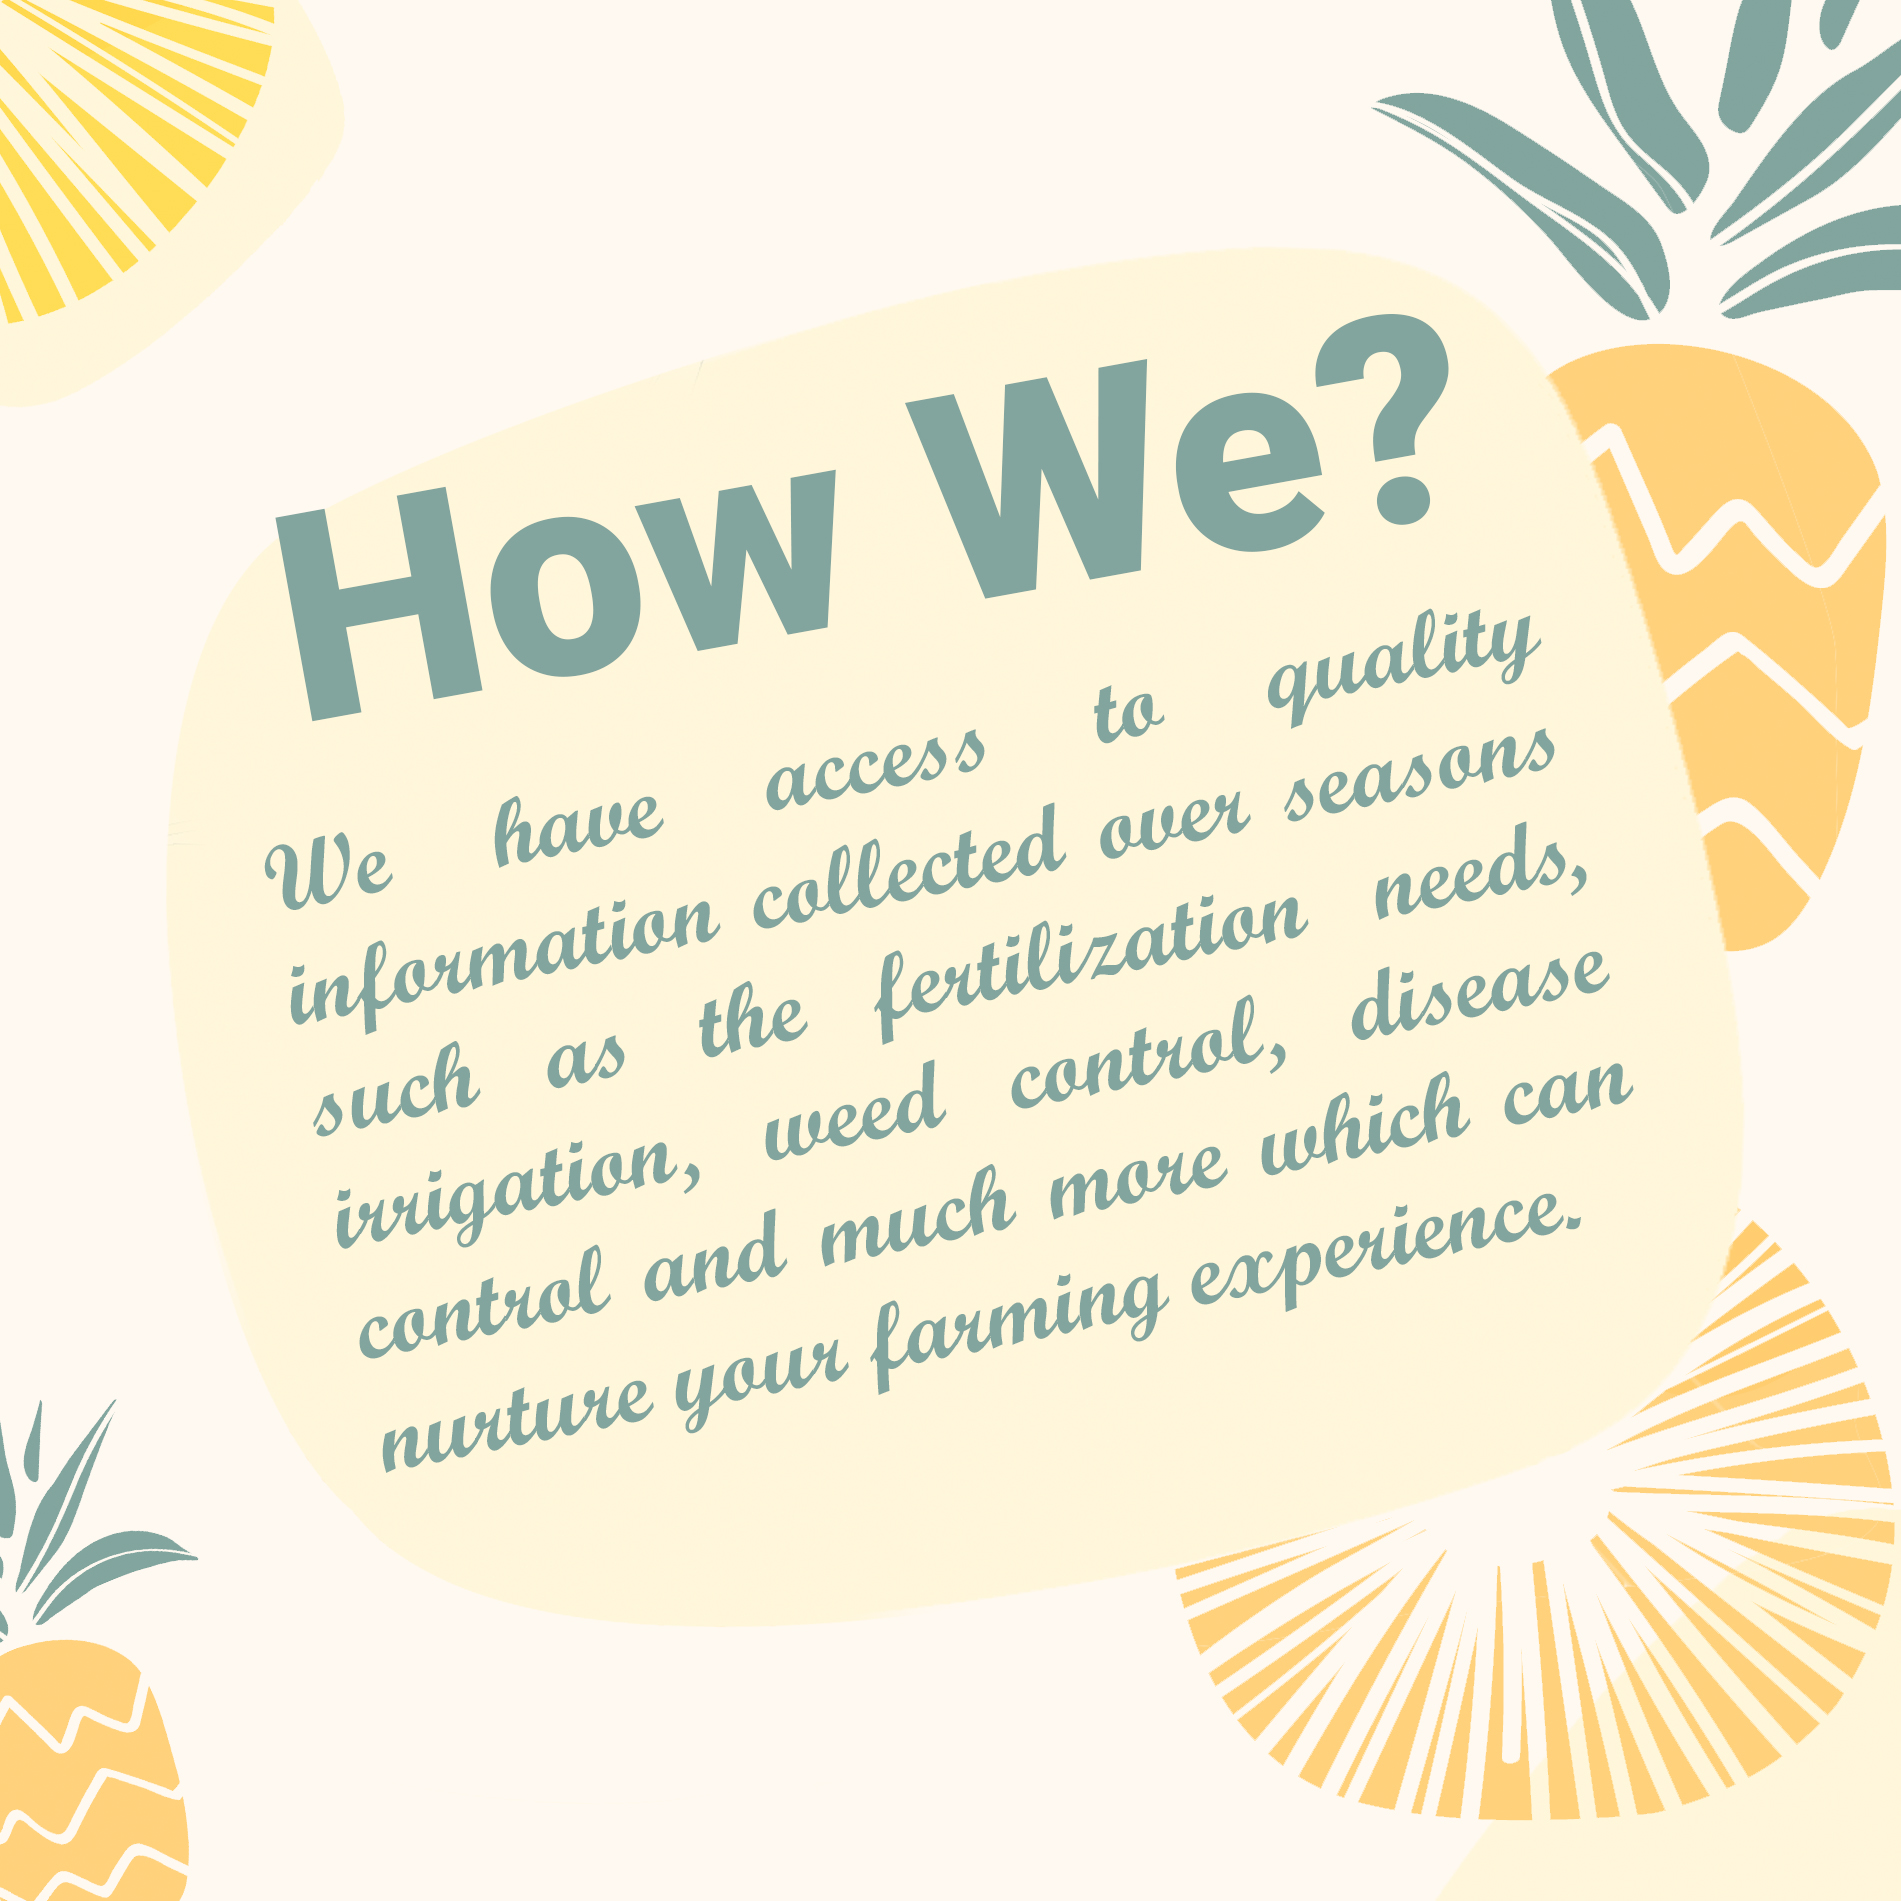 How We?
We have access to quality
information collected over seasons
such as the fertilization needs,
irrigation, weed control, disease
control and much more which can
nurture your farming experience.